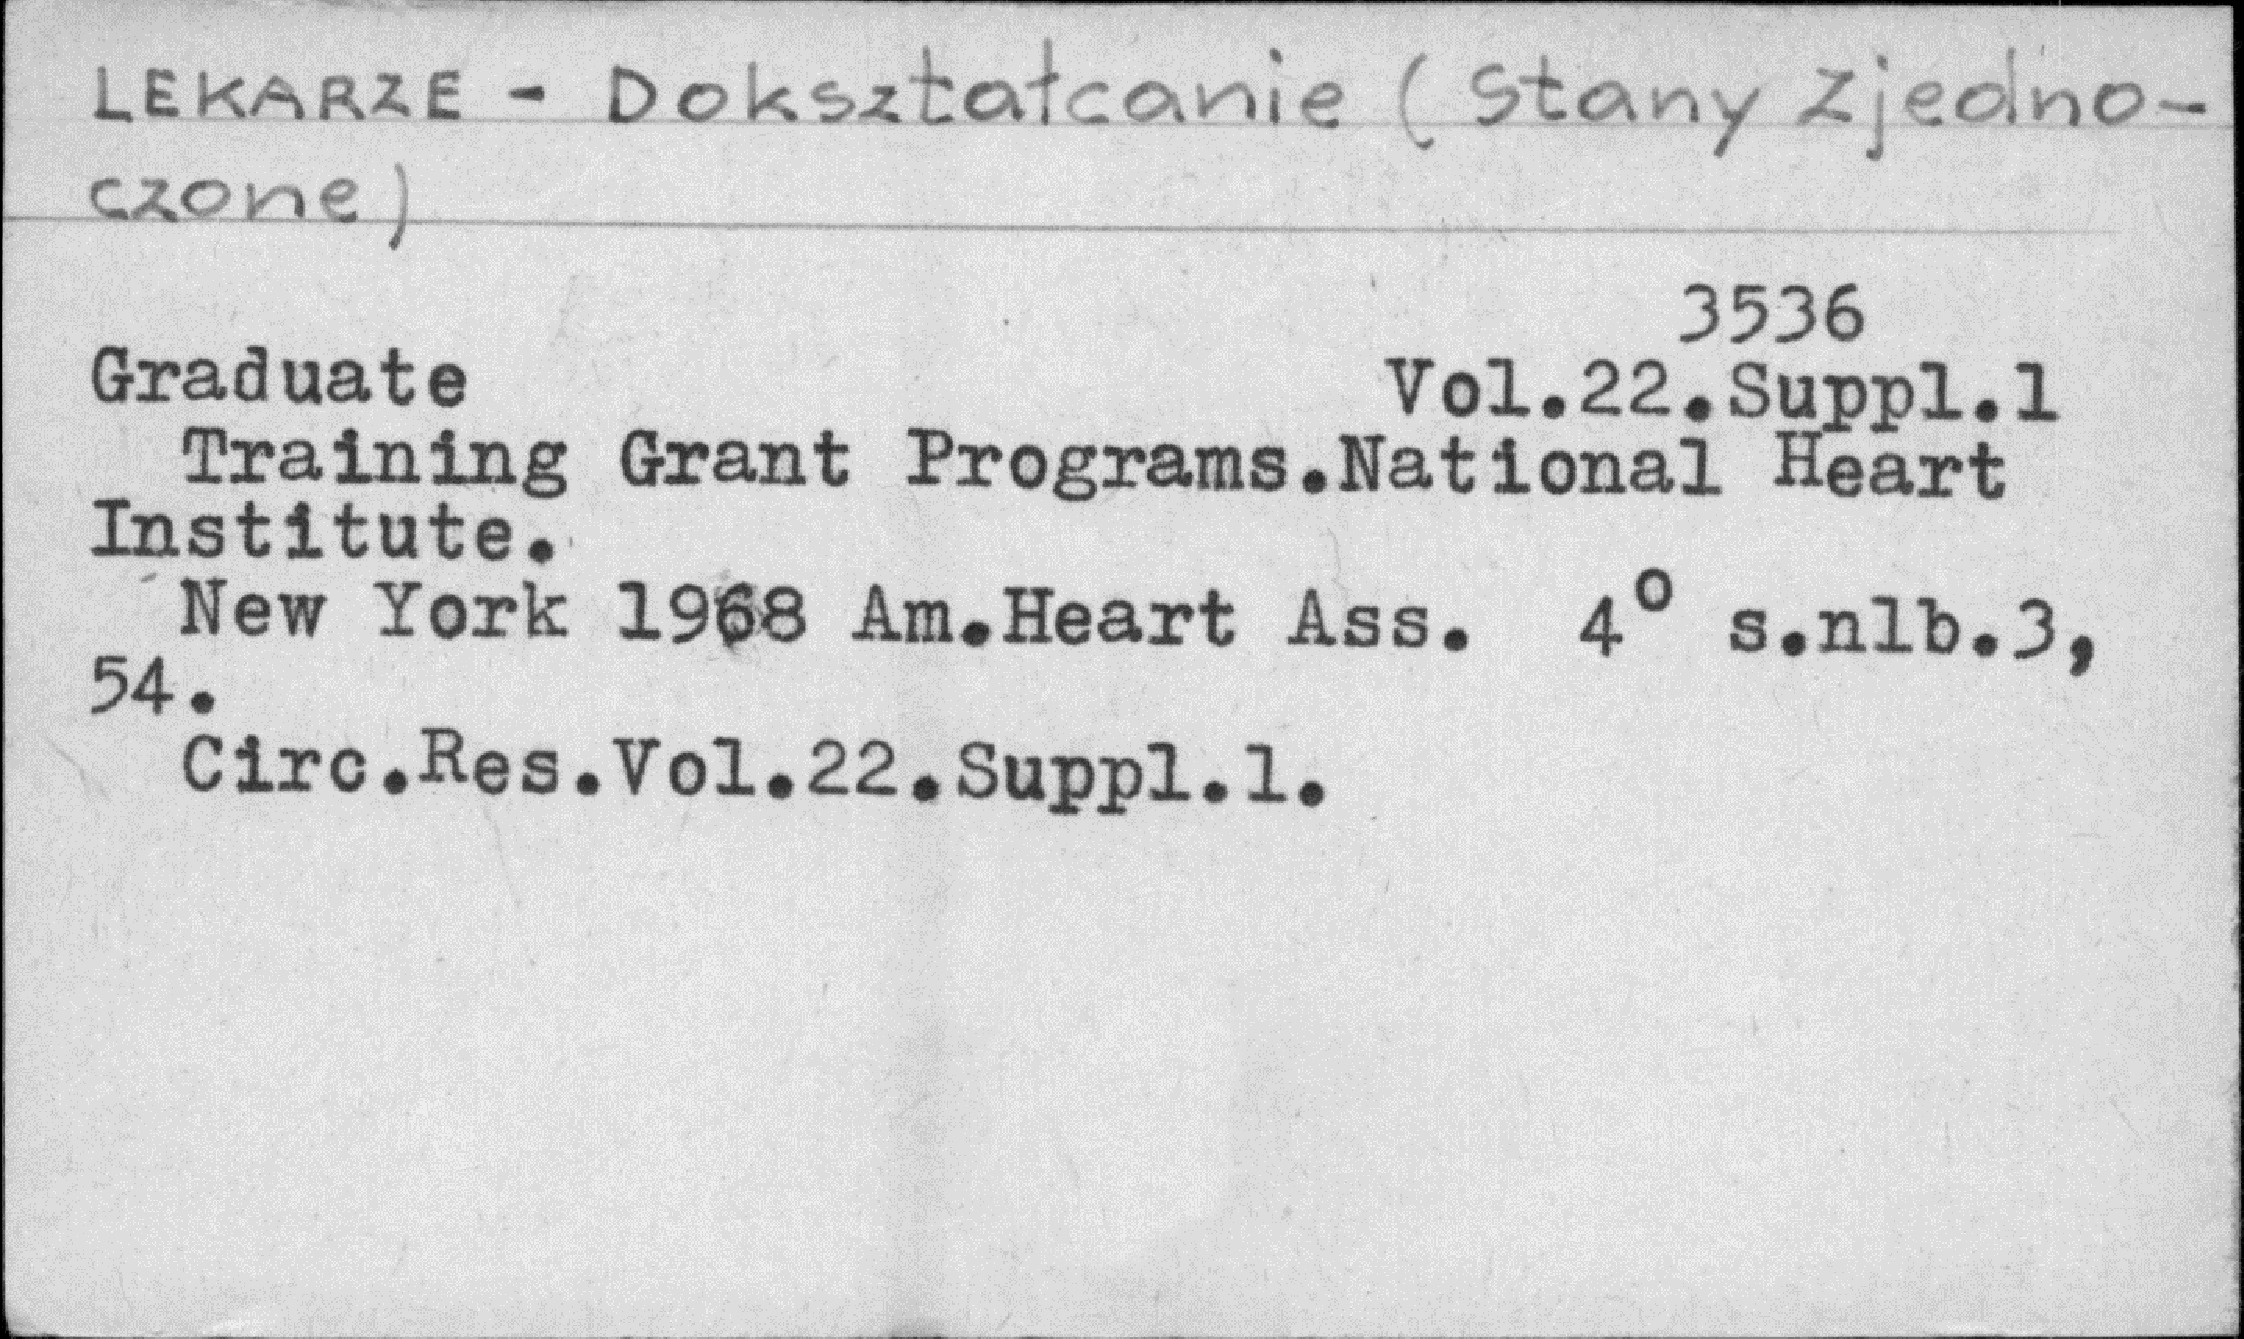 LEKARZE - Dokształcanie (Stany Zjedno-
czone)
3536
Graduate Vol.22.Suppl.1
Training Grant Programs.National Heart
Institute.
New York 1968 Am.Heart Ass. 4° s.nlb.3,
54.
Circ.Res.Vol.22.Suppl.1.